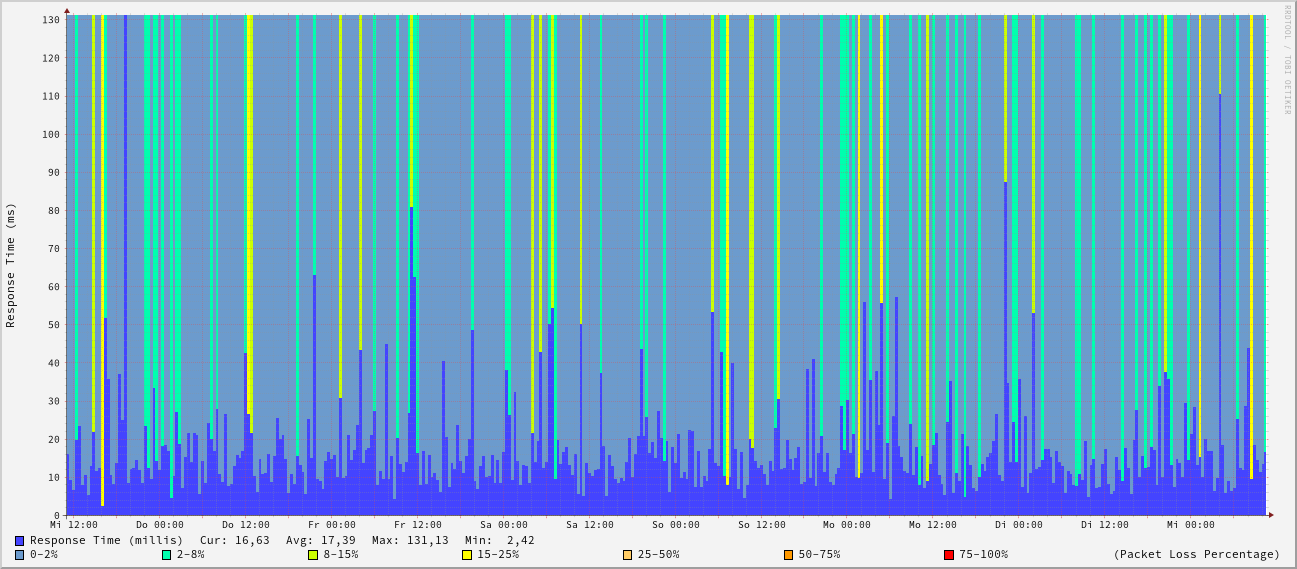 RRDTOOL / TOBI OETIKER
Response Time (ms)
130
120
110
100
90
80
70
60
50
40
30
20
10
0
Mi 12:00 Do 00:00 Do 12:00 Fr 00:00 Fr 12:00 Sa 00:00 Sa 12:00 So 00:00 So 12:00 Mo 00:00 Mo 12:00 Di 00:00 Di 12:00 Mi 00:00
Response Time (millis) Cur: 16,63 Avg: 17,39 Max: 131,13 Min: 2,42
0-2% 2-8% 8-15% 15-25% 25-50% 50-75% 75-100% (Packet Loss Percentage)